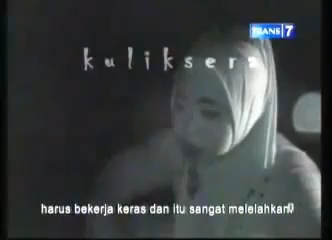 TRANS 7
kuliksera
harus bekerja keras dan itu sangat melelahkan